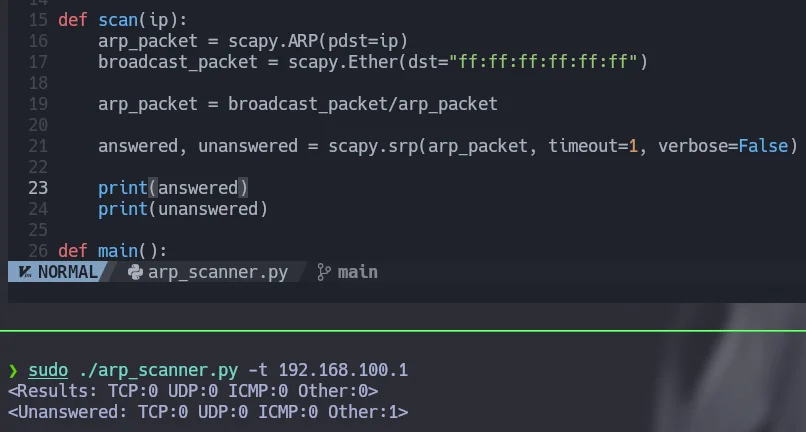 14
15 def scan(ip):
16     arp_packet = scapy.ARP(pdst=ip)
17     broadcast_packet = scapy.Ether(dst="ff:ff:ff:ff:ff:ff")
18
19     arp_packet = broadcast_packet/arp_packet
20
21     answered, unanswered = scapy.srp(arp_packet, timeout=1, verbose=False)
22
23     print(answered)
24     print(unanswered)
25
26 def main():
NORMAL arp_scanner.py main
❯ sudo ./arp_scanner.py -t 192.168.100.1
<Results: TCP:0 UDP:0 ICMP:0 Other:0>
<Unanswered: TCP:0 UDP:0 ICMP:0 Other:1>